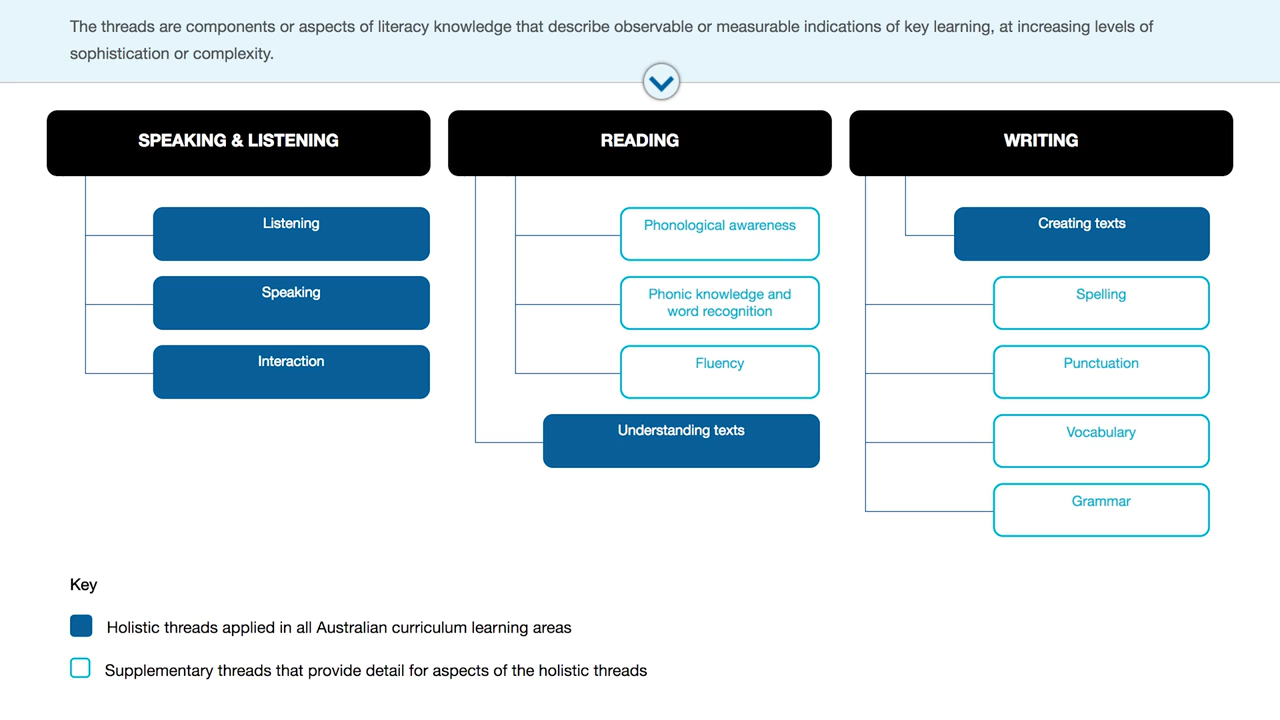 The threads are components or aspects of literacy knowledge that describe observable or measurable indications of key learning, at increasing levels of
sophistication or complexity.
SPEAKING & LISTENING
Listening
Speaking
Interaction
READING
Phonological awareness
Phonic knowledge and
word recognition
Fluency
Understanding texts
WRITING
Creating texts
Spelling
Punctuation
Vocabulary
Grammar
Key
Holistic threads applied in all Australian curriculum learning areas
Supplementary threads that provide detail for aspects of the holistic threads